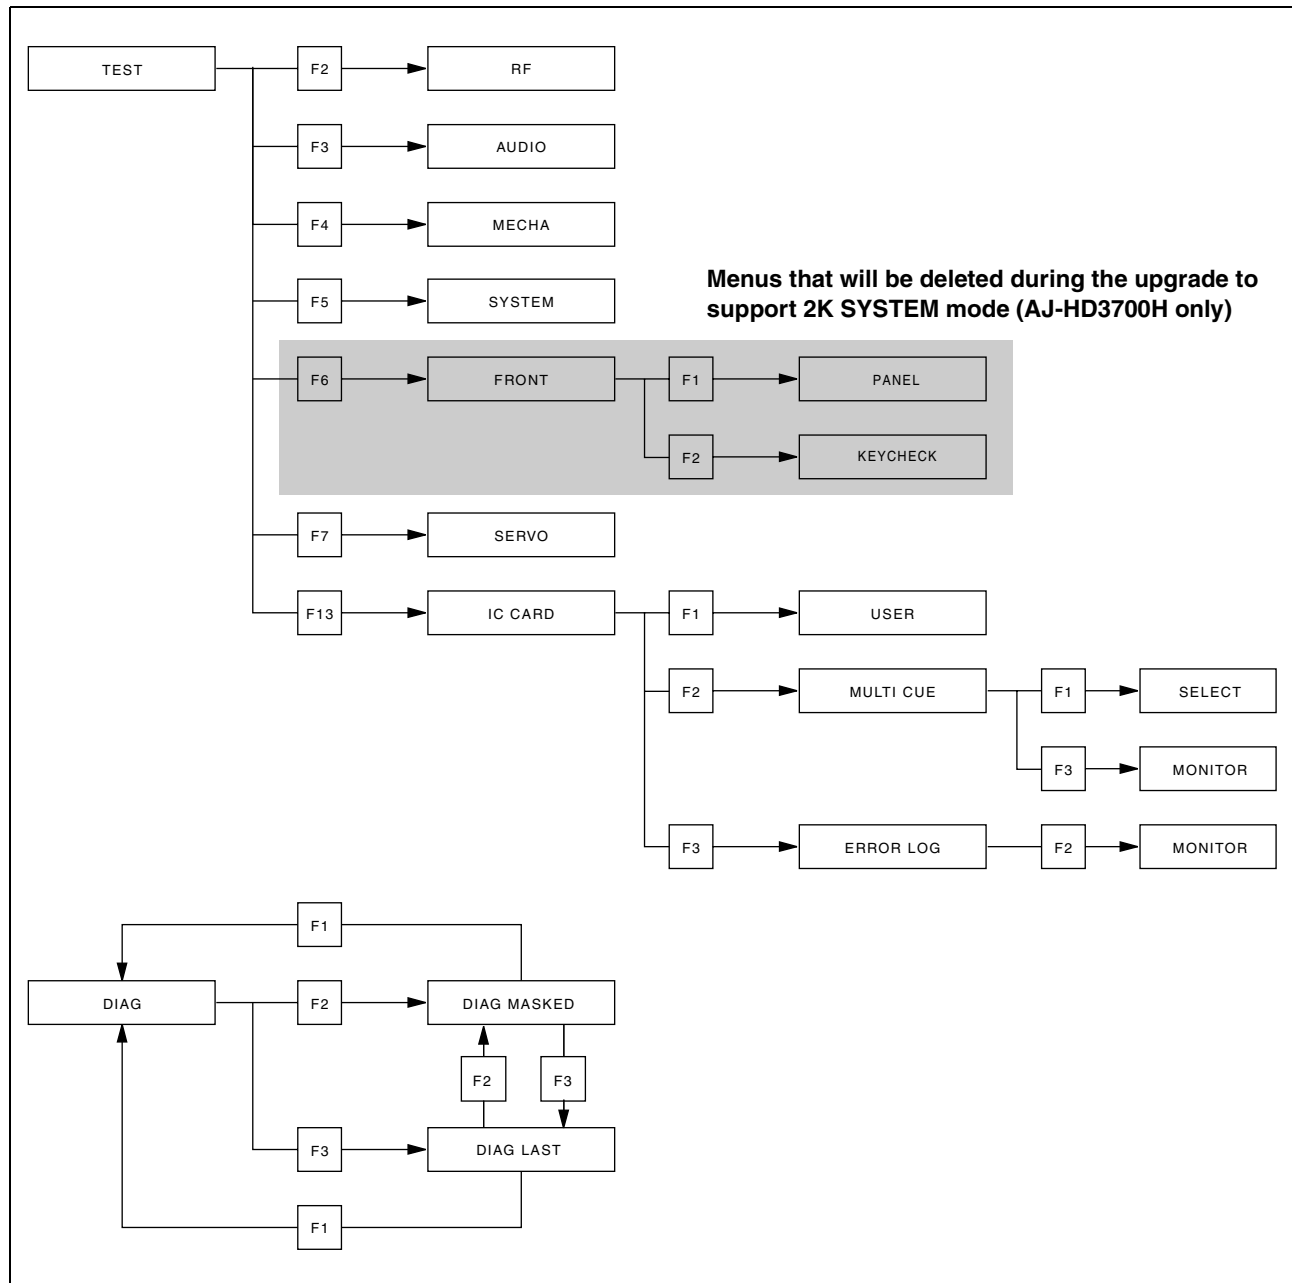 TEST F2 RF
F3 AUDIO
F4 MECHA
Menus that will be deleted during the upgrade to
support 2K SYSTEM mode (AJ-HD3700H only)
F5 SYSTEM
F6 FRONT F1 PANEL
F2 KEYCHECK
F7 SERVO
F13 IC CARD F1 USER
F2 MULTI CUE F1 SELECT
F3 MONITOR
F3 ERROR LOG F2 MONITOR
F1
DIAG F2 DIAG MASKED
F2 F3
F3 DIAG LAST
F1